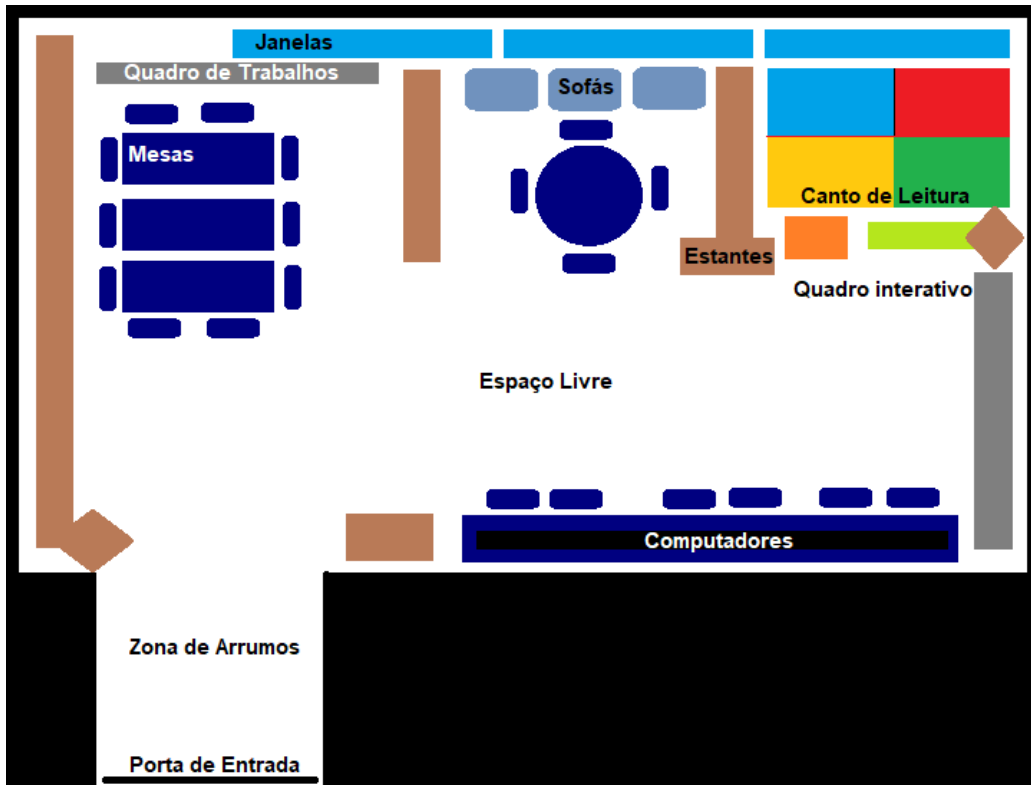 Janelas
Quadro de Trabalhos
Sofás
Mesas
Canto de Leitura
Estantes
Quadro interativo
Espaço Livre
Computadores
Zona de Arrumos
Porta de Entrada